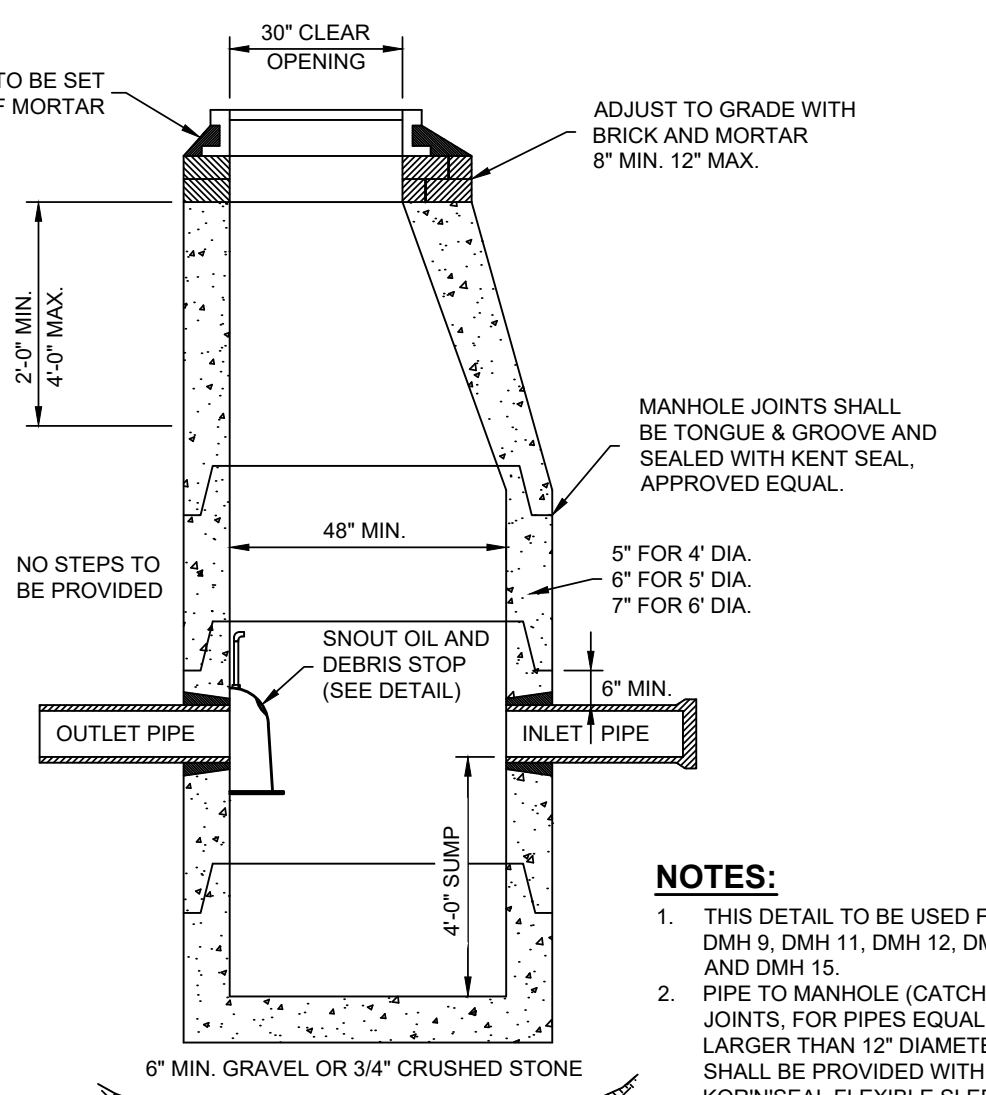 30" CLEAR
OPENING
TO BE SET
MORTAR
ADJUST TO GRADE WITH
BRICK AND MORTAR
8" MIN. 12" MAX.
2'-0" MIN.
4'-0" MAX.
MANHOLE JOINTS SHALL
BE TONGUE & GROOVE AND
SEALED WITH KENT SEAL,
APPROVED EQUAL.
48" MIN.
NO STEPS TO
BE PROVIDED
5" FOR 4' DIA.
6" FOR 5' DIA.
7" FOR 6' DIA.
SNOUT OIL AND
DEBRIS STOP
(SEE DETAIL)
6" MIN.
OUTLET PIPE
INLET PIPE
4'-0" SUMP
6" MIN. GRAVEL OR 3/4" CRUSHED STONE
NOTES:
1. THIS DETAIL TO BE USED
DMH 9, DMH 11, DMH 12,
AND DMH 15.
2. PIPE TO MANHOLE (CATCH
JOINTS, FOR PIPES EQUAL
LARGER THAN 12"
SHALL BE PROVIDED WITH
KOR'N'SEAL FLEXIBLE